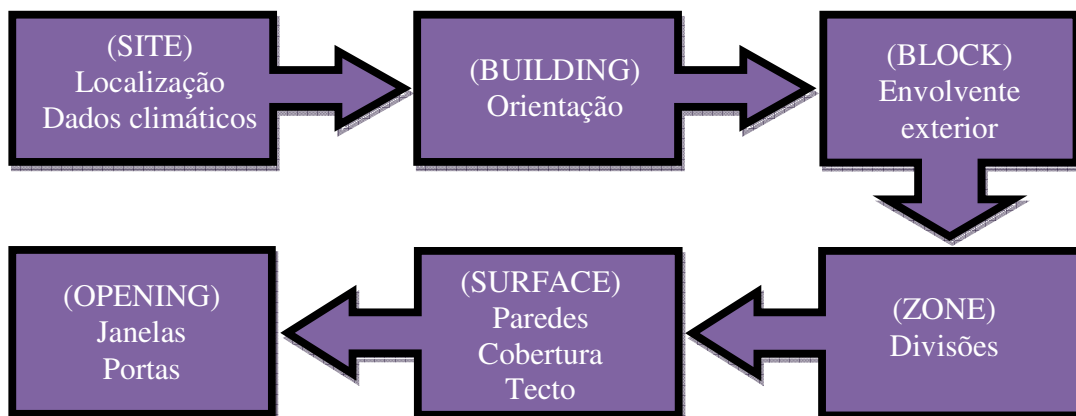 (SITE)
Localização
Dados climáticos
(BUILDING)
Orientação
(BLOCK)
Envolvente
exterior
(ZONE)
Divisões
(SURFACE)
Paredes
Cobertura
Tecto
(OPENING)
Janelas
Portas